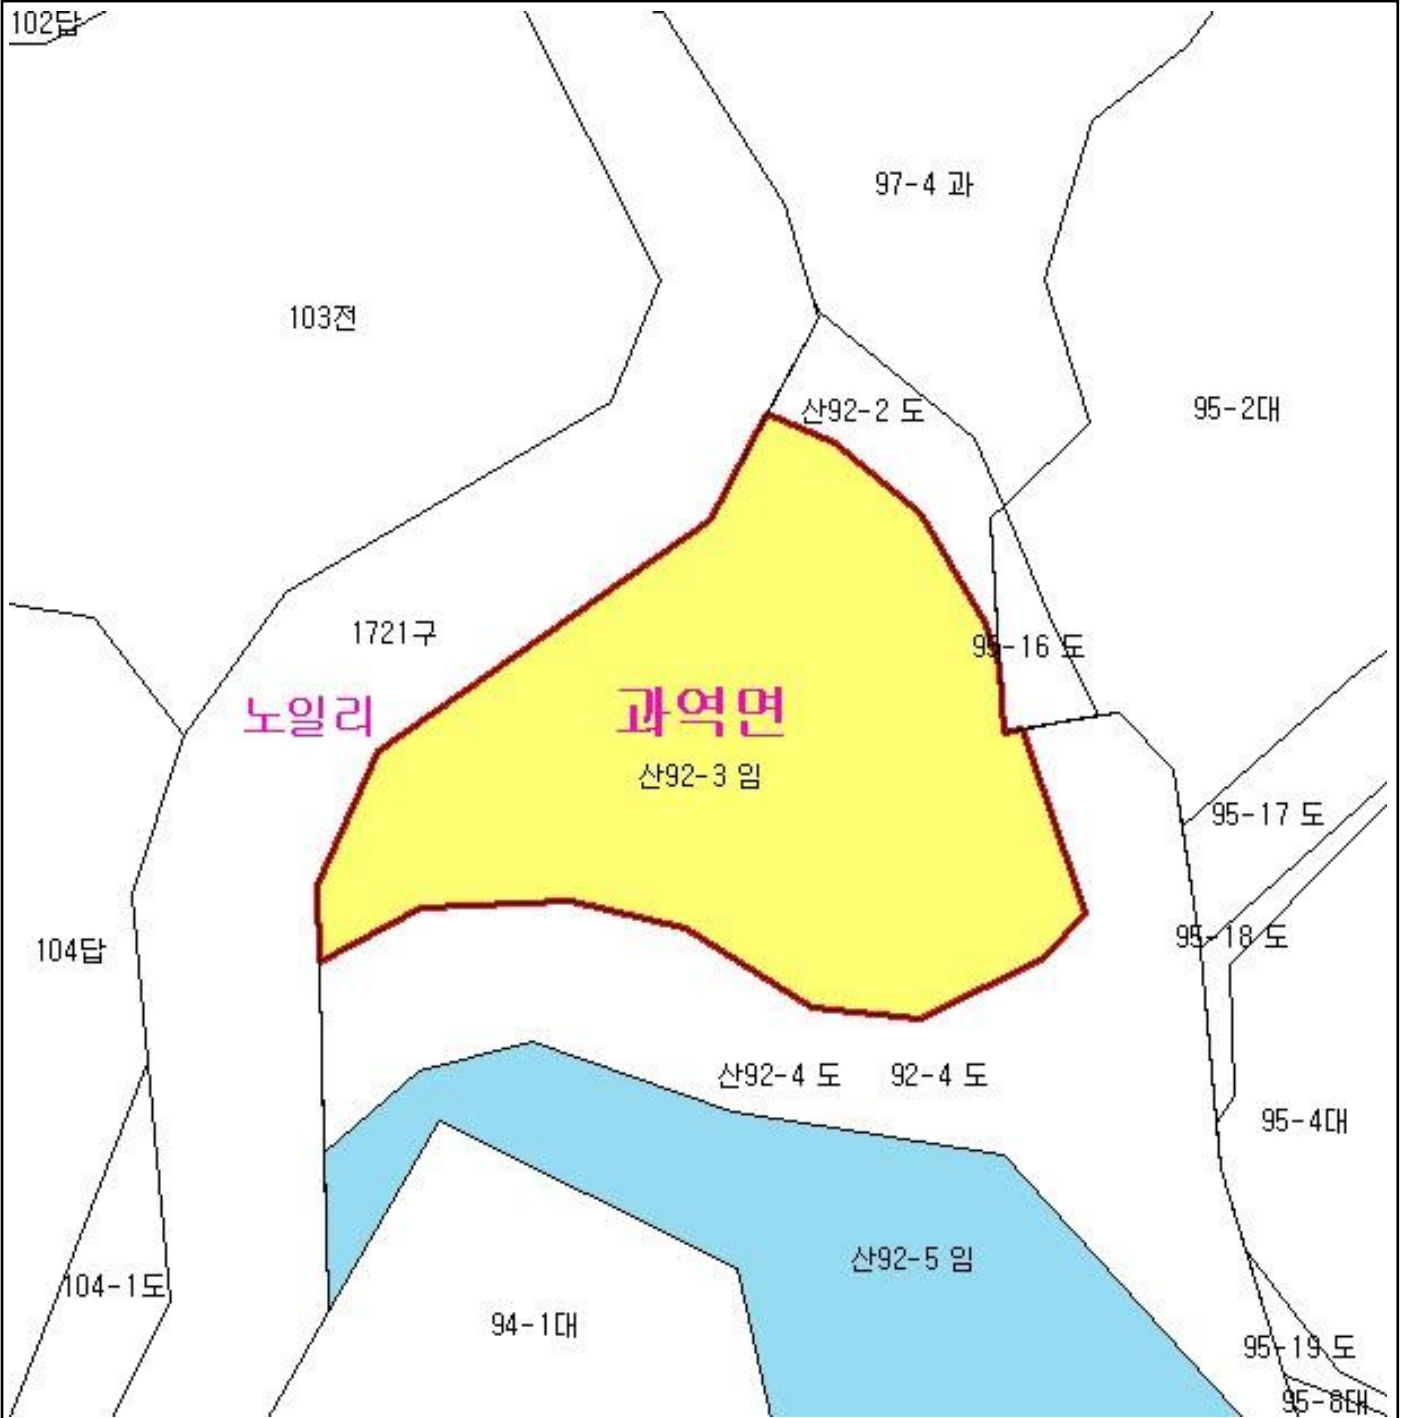 102답
97-4 과
103전
산92-2 도
95-2대
1721구
95-16 도
노일리
과역면
산92-3 임
95-17 도
104답
95-18 도
산92-4 도
92-4 도
95-4대
산92-5 임
104-1도
94-1대
95-19 도
95-8대